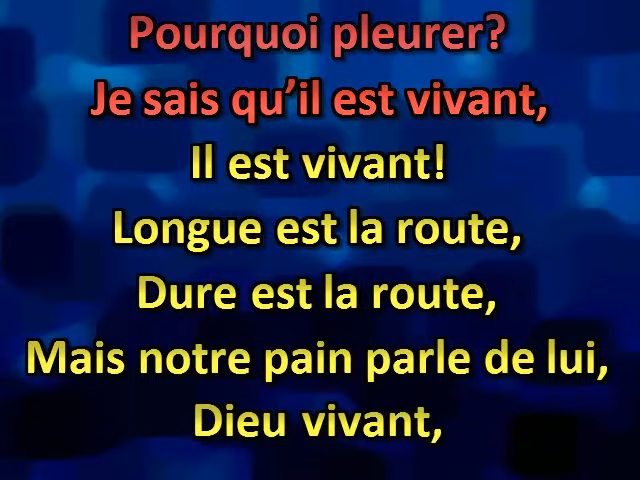 Pourquoi pleurer?
Je sais qu’il est vivant,
Il est vivant!
Longue est la route,
Dure est la route,
Mais notre pain parle de lui,
Dieu vivant,